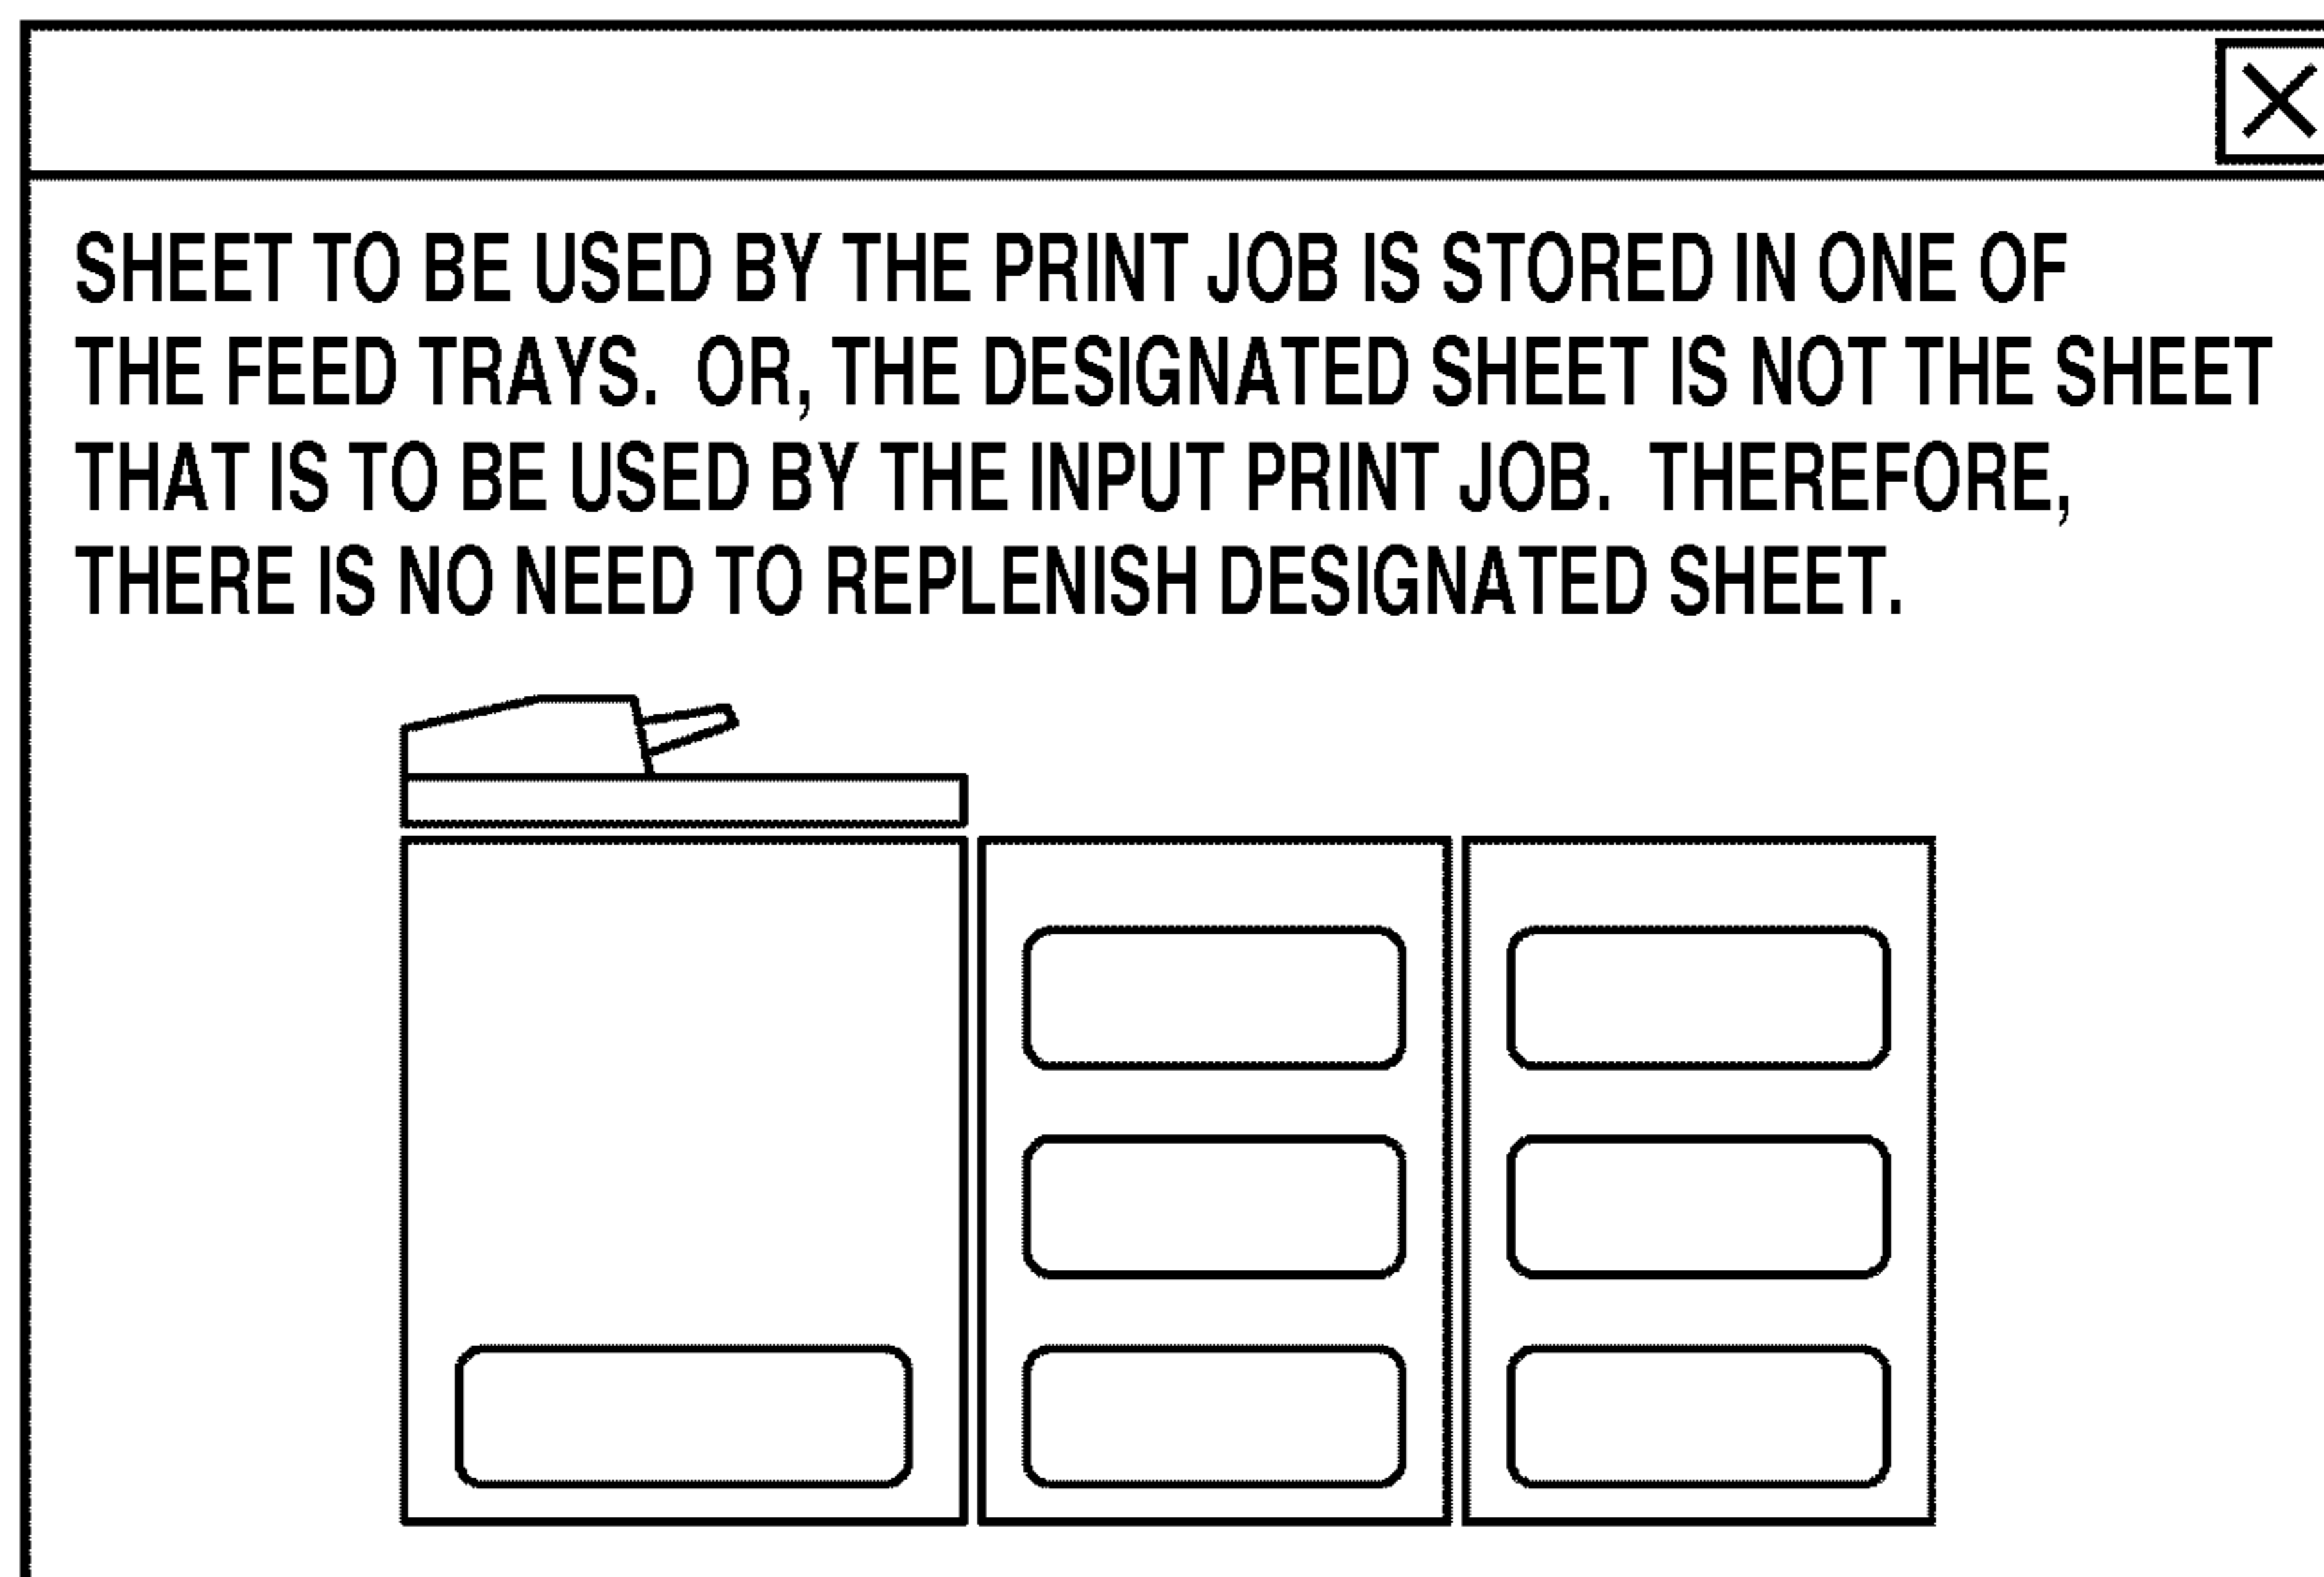 SHEET TO BE USED BY THE PRINT JOB IS STORED IN ONE OF
THE FEED TRAYS. OR, THE DESIGNATED SHEET IS NOT THE SHEET
THAT IS TO BE USED BY THE INPUT PRINT JOB. THEREFORE,
THERE IS NO NEED TO REPLENISH DESIGNATED SHEET.